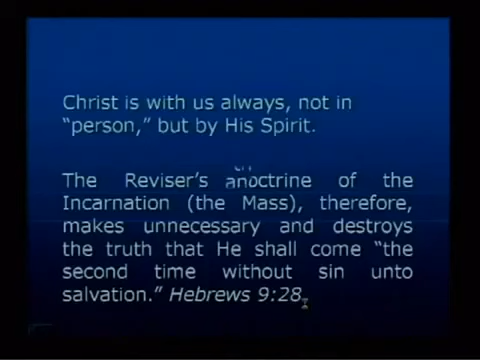 Christ is with us always, not in
“person,” but by His Spirit.
The Reviser’s of the
Incarnation (the Mass), therefore,
makes unnecessary and destroys
the truth that He shall come “the
second time without sin unto
salvation.” Hebrews 9:28